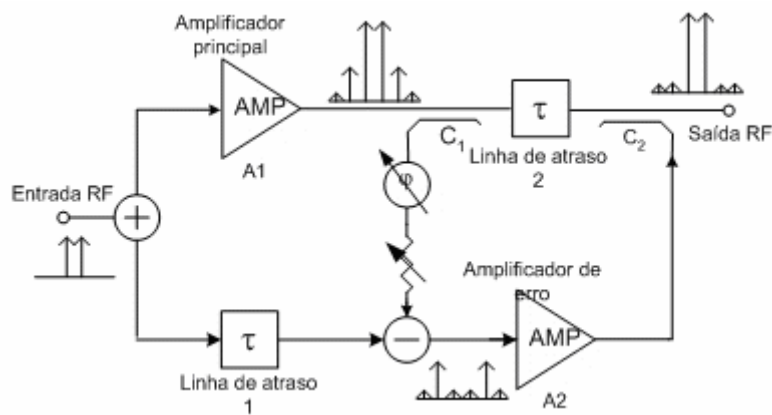 Amplificador
principal
AMP
A1
τ
C1
C2
Linha de atraso
2
Saída RF
φ
Entrada RF
+
Amplificador de
erro
AMP
A2
τ
−
Linha de atraso
1